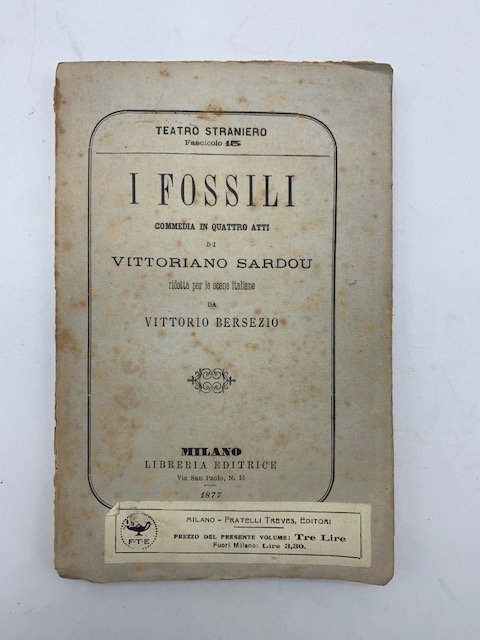 TEATRO STRANIERO
Fascicolo 15
I FOSSILI
COMMEDIA IN QUATTRO ATTI
DI
VITTORIANO SARDOU
ridotta per le scene italiane
DA
VITTORIO BERSEZIO
MILANO
LIBRERIA EDITRICE
Via San Paolo, N. 31
1877
MILANO - FRATELLI TREVES, EDITORI
PREZZO DEL PRESENTE VOLUME: Tre Lire
Fuori Milano: Lire 3,30.
F.T.E